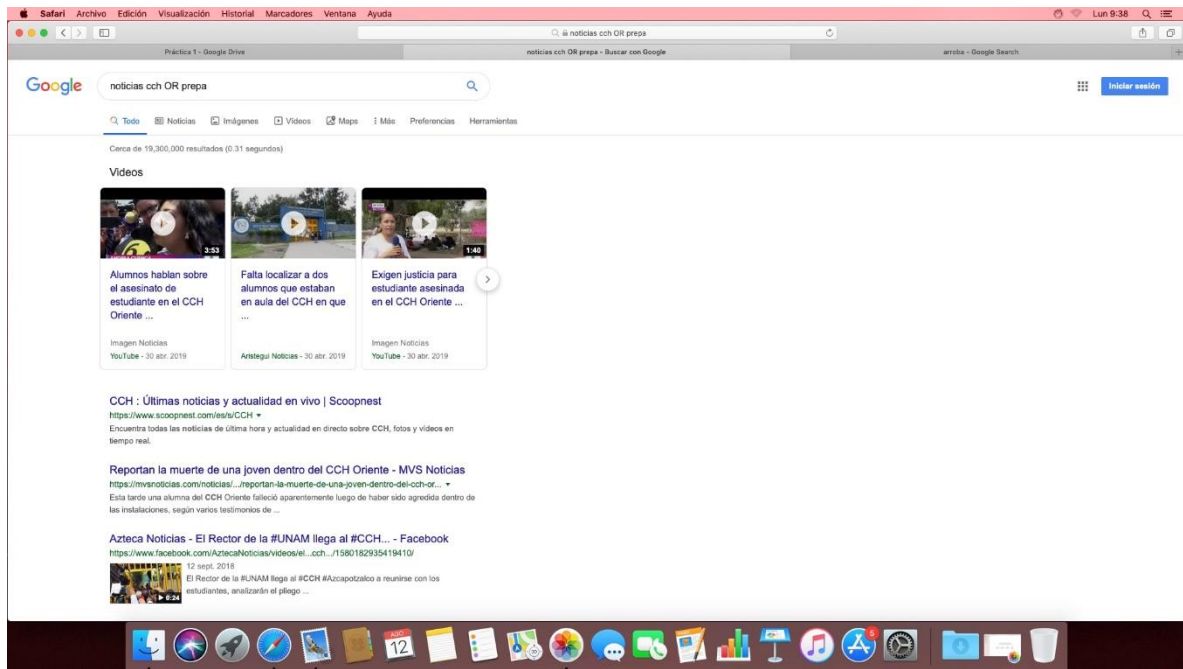 Safari Archivo Edición Visualización Historial Marcadores Ventana Ayuda
Lun 9:38
noticias cch OR prepa
Práctica 1 - Google Drive
noticias cch OR prepa - Buscar con Google
arroba - Google Search
Google
noticias cch OR prepa
Iniciar sesión
Todo Noticias Imágenes Vídeos Maps Más Preferencias Herramientas
Cerca de 19,300,000 resultados (0.31 segundos)
Videos
3:53
1:40
Alumnos hablan sobre
el asesinato de
estudiante en el CCH
Oriente ...
Imagen Noticias
YouTube - 30 abr. 2019
Falta localizar a dos
alumnos que estaban
en aula del CCH en que
...
Aristegui Noticias - 30 abr. 2019
Exigen justicia para
estudiante asesinada
en el CCH Oriente ...
Imagen Noticias
YouTube - 30 abr. 2019
CCH : Últimas noticias y actualidad en vivo | Scoopnest
https://www.scoopnest.com/es/s/CCH
Encuentra todas las noticias de última hora y actualidad en directo sobre CCH, fotos y vídeos en
tiempo real.
Reportan la muerte de una joven dentro del CCH Oriente - MVS Noticias
https://mvsnoticias.com/noticias/.../reportan-la-muerte-de-una-joven-dentro-del-cch-or...
Esta tarde una alumna del CCH Oriente falleció aparentemente luego de haber sido agredida dentro de
las instalaciones, según varios testimonios de ...
Azteca Noticias - El Rector de la #UNAM llega al #CCH... - Facebook
https://www.facebook.com/AztecaNoticias/videos/el...cch.../1580182935419410/
12 sept. 2018
El Rector de la #UNAM llega al #CCH #Azcapotzalco a reunirse con los
estudiantes, analizarán el pliego ...
0:24
AGO
12
5